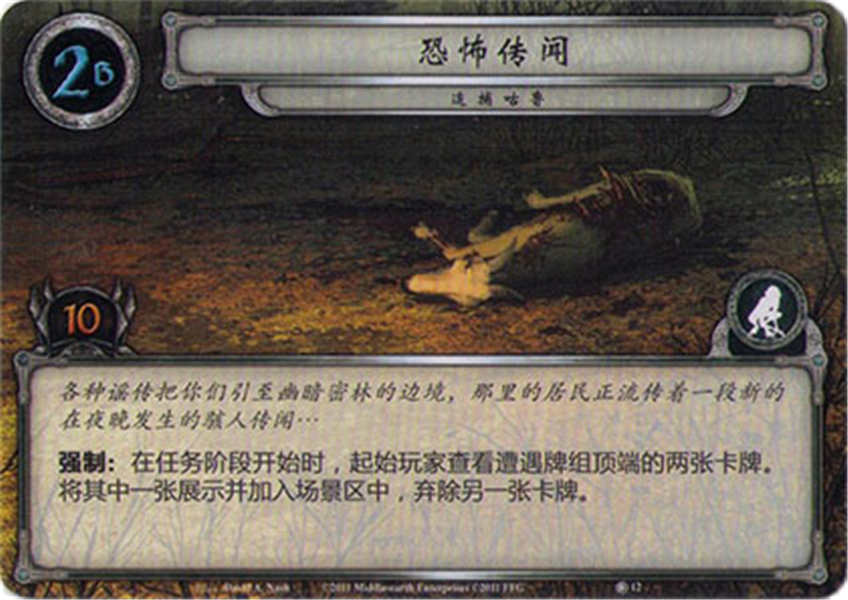 2B
恐怖传闻
追捕咕鲁
10
各种谣传把你们引至幽暗密林的边境，那里的居民正流传着一段新的
在夜晚发生的骇人传闻…
强制：在任务阶段开始时，起始玩家查看遭遇牌组顶端的两张卡牌。
将其中一张展示并加入场景区中，弃除另一张卡牌。
A. Nash ©2011 Middle-earth Enterprises ©2011 FFG 12